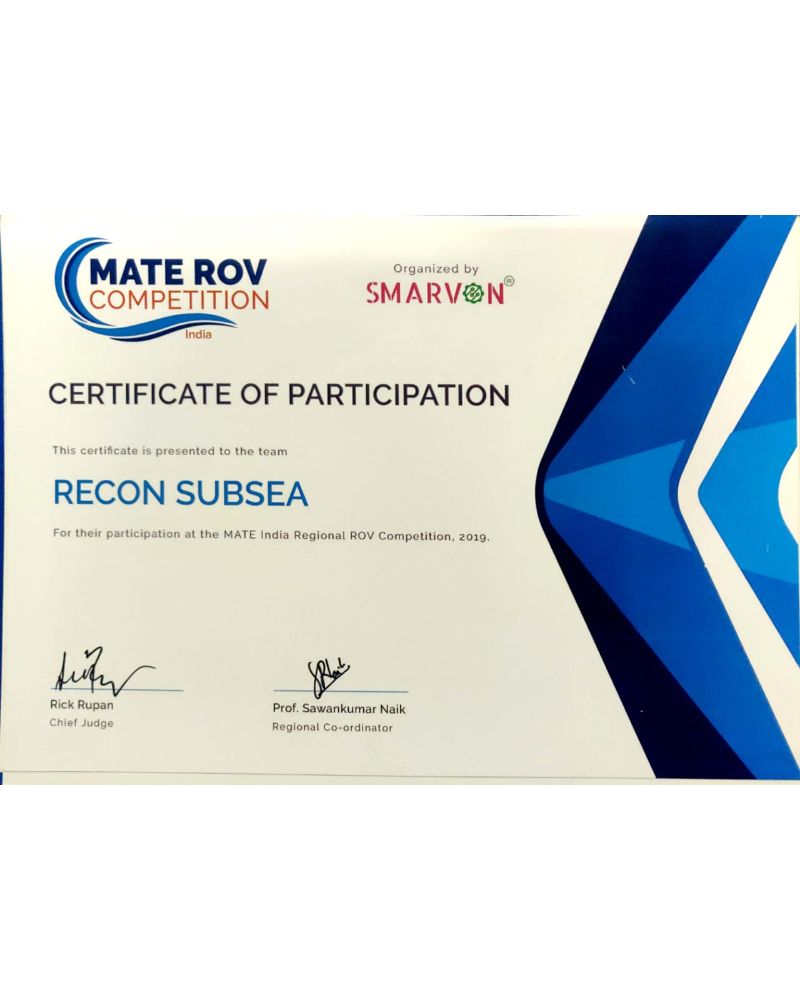 MATE ROV
COMPETITION
India
Organized by
SMARVON®
CERTIFICATE OF PARTICIPATION
This certificate is presented to the team
RECON SUBSEA
For their participation at the MATE India Regional ROV Competition, 2019.
Rick Rupan
Chief Judge
Prof. Sawankumar Naik
Regional Co-ordinator